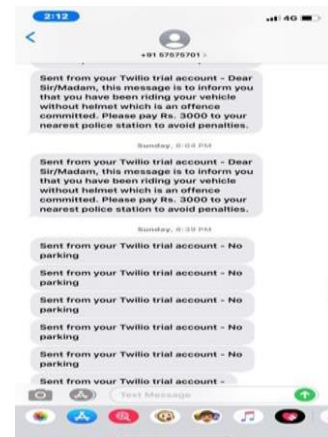 2:12
4G
+91 57575701 >
Sent from your Twilio trial account - Dear
Sir/Madam, this message is to inform you
that you have been riding your vehicle
without helmet which is an offence
committed. Please pay Rs. 3000 to your
nearest police station to avoid penalties.
Sunday, 6:04 PM
Sent from your Twilio trial account - Dear
Sir/Madam, this message is to inform you
that you have been riding your vehicle
without helmet which is an offence
committed. Please pay Rs. 3000 to your
nearest police station to avoid penalties.
Sunday, 6:39 PM
Sent from your Twilio trial account - No
parking
Sent from your Twilio trial account - No
parking
Sent from your Twilio trial account - No
parking
Sent from your Twilio trial account - No
parking
Sent from your Twilio trial account - No
parking
Sent from your Twilio trial account -
Text Message